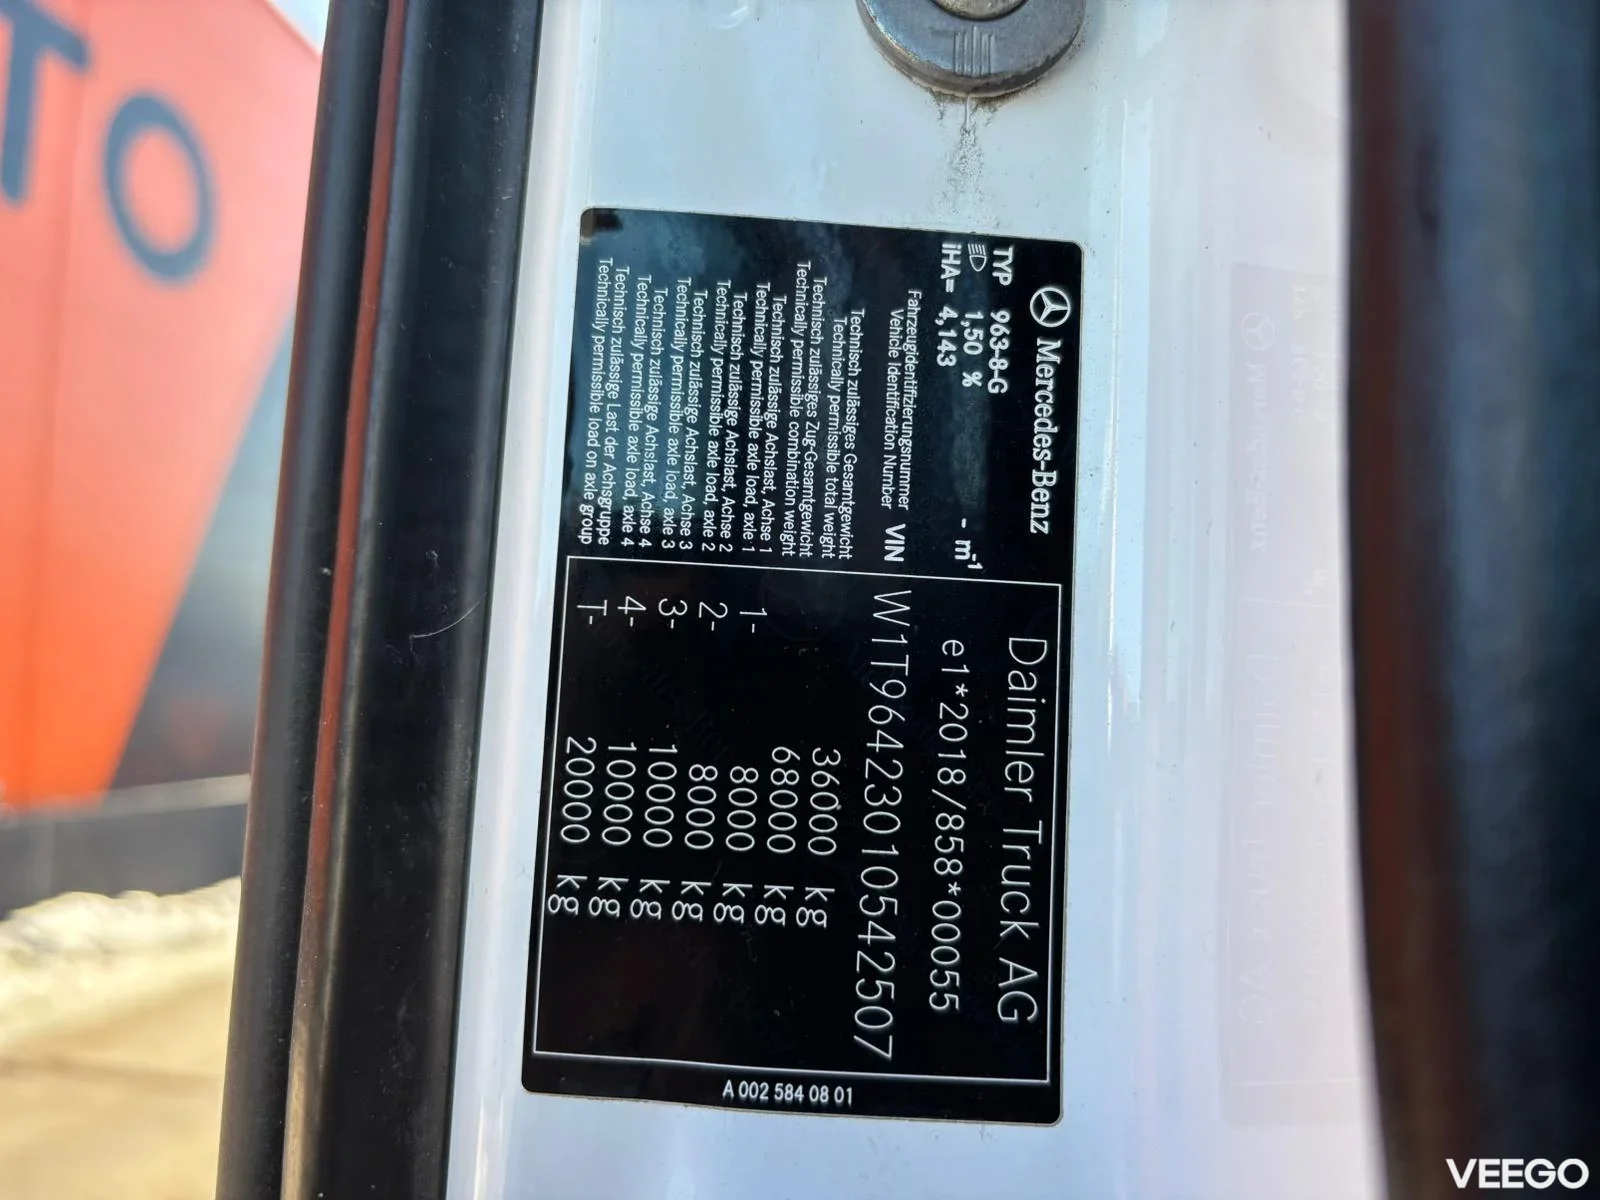 TO
Mercedes-Benz
TYP 963-8-G
1,50 % - m⁻¹
iHA= 4,143
Daimler Truck AG
e1*2018/858*00055
Fahrzeugidentifizierungsnummer
Vehicle Identification Number VIN W1T96423010542507
Technisch zulässiges Gesamtgewicht
Technically permissible total weight 36000 kg
Technisch zulässiges Zug-Gesamtgewicht
Technically permissible combination weight 68000 kg
Technisch zulässige Achslast, Achse 1
Technically permissible axle load, axle 1 1- 8000 kg
Technisch zulässige Achslast, Achse 2
Technically permissible axle load, axle 2 2- 8000 kg
Technisch zulässige Achslast, Achse 3
Technically permissible axle load, axle 3 3- 10000 kg
Technisch zulässige Achslast, Achse 4
Technically permissible axle load, axle 4 4- 10000 kg
Technisch zulässige Last der Achsgruppe
Technically permissible load on axle group T- 20000 kg
A 002 584 08 01
VEEGO